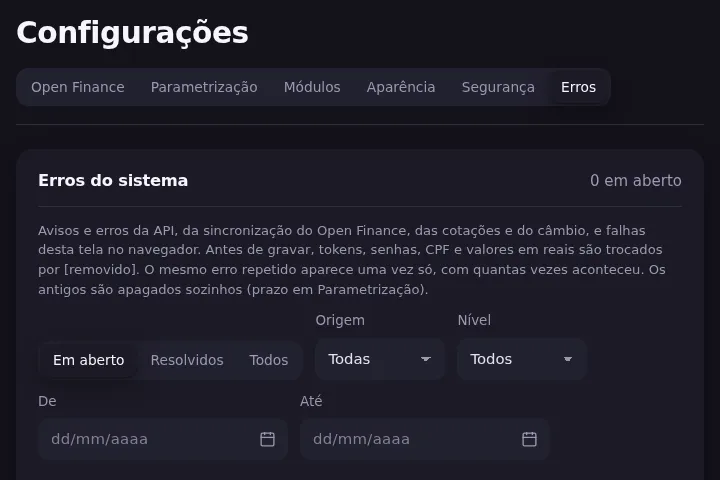 Configurações
Open Finance Parametrização Módulos Aparência Segurança Erros
Erros do sistema 0 em aberto
Avisos e erros da API, da sincronização do Open Finance, das cotações e do câmbio, e falhas
desta tela no navegador. Antes de gravar, tokens, senhas, CPF e valores em reais são trocados
por [removido]. O mesmo erro repetido aparece uma vez só, com quantas vezes aconteceu. Os
antigos são apagados sozinhos (prazo em Parametrização).
Origem Nível
Em aberto Resolvidos Todos Todas Todos
De Até
dd/mm/aaaa dd/mm/aaaa